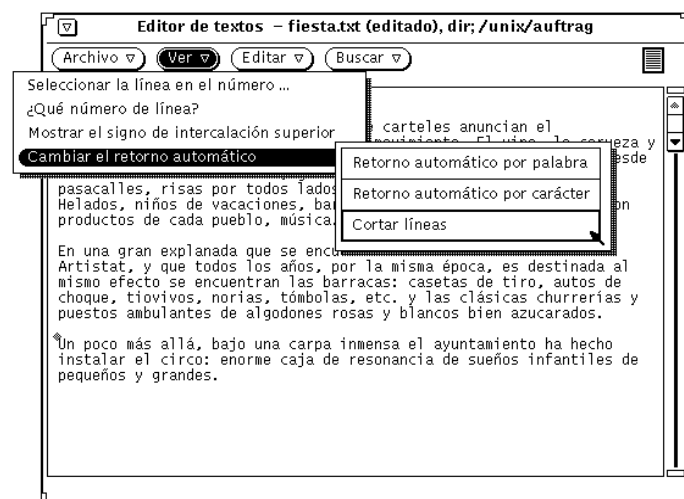 Editor de textos – fiesta.txt (editado), dir; /unix/auftrag
Archivo Ver Editar Buscar
Seleccionar la línea en el número ...
¿Qué número de línea?
Mostrar el signo de intercalación superior
Cambiar el retorno automático
carteles anuncian el
El vino, la cerveza y
Retorno automático por palabra
Retorno automático por carácter
Cortar líneas
pasacalles, risas por todos lados
Helados, niños de vacaciones,
productos de cada pueblo, música.
En una gran explanada que se
Artistat, y que todos los años, por la misma época, es destinada al
mismo efecto se encuentran las barracas: casetas de tiro, autos de
choque, tiovivos, norias, tómbolas, etc. y las clásicas churrerías y
puestos ambulantes de algodones rosas y blancos bien azucarados.
Un poco más allá, bajo una carpa inmensa el ayuntamiento ha hecho
instalar el circo: enorme caja de resonancia de sueños infantiles de
pequeños y grandes.